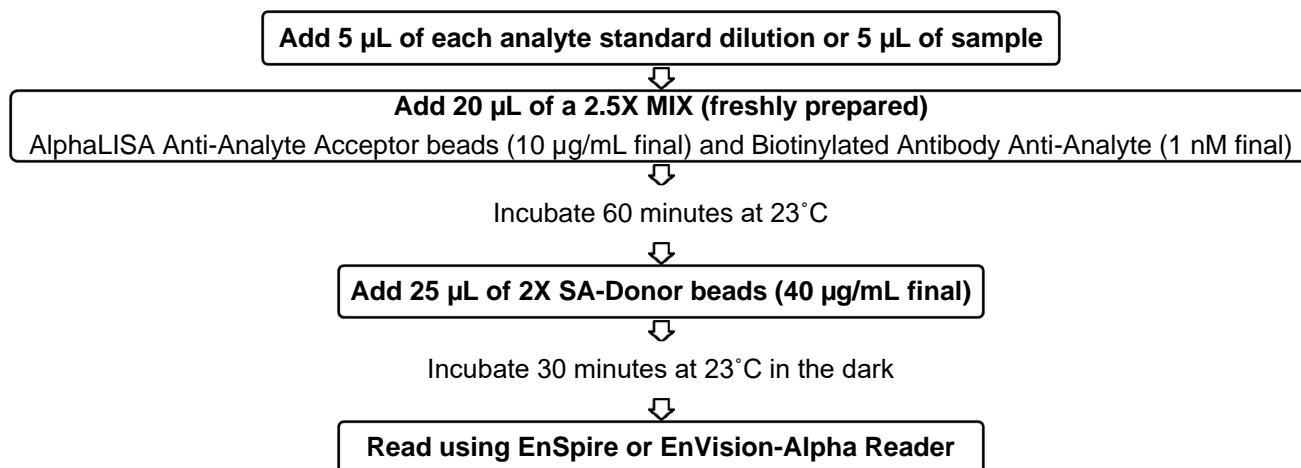 Add 5 µL of each analyte standard dilution or 5 µL of sample
Add 20 µL of a 2.5X MIX (freshly prepared)
AlphaLISA Anti-Analyte Acceptor beads (10 µg/mL final) and Biotinylated Antibody Anti-Analyte (1 nM final)
Incubate 60 minutes at 23˚C
Add 25 µL of 2X SA-Donor beads (40 µg/mL final)
Incubate 30 minutes at 23˚C in the dark
Read using EnSpire or EnVision-Alpha Reader